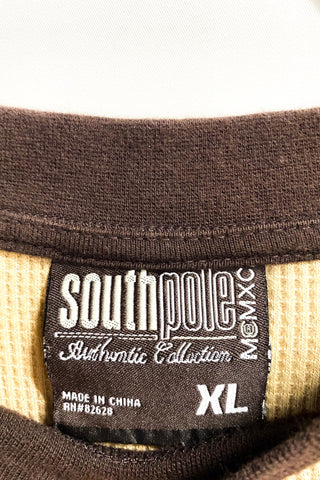 southpole
MCMXC
Authentic Collection
MADE IN CHINA
RN#82628
XL